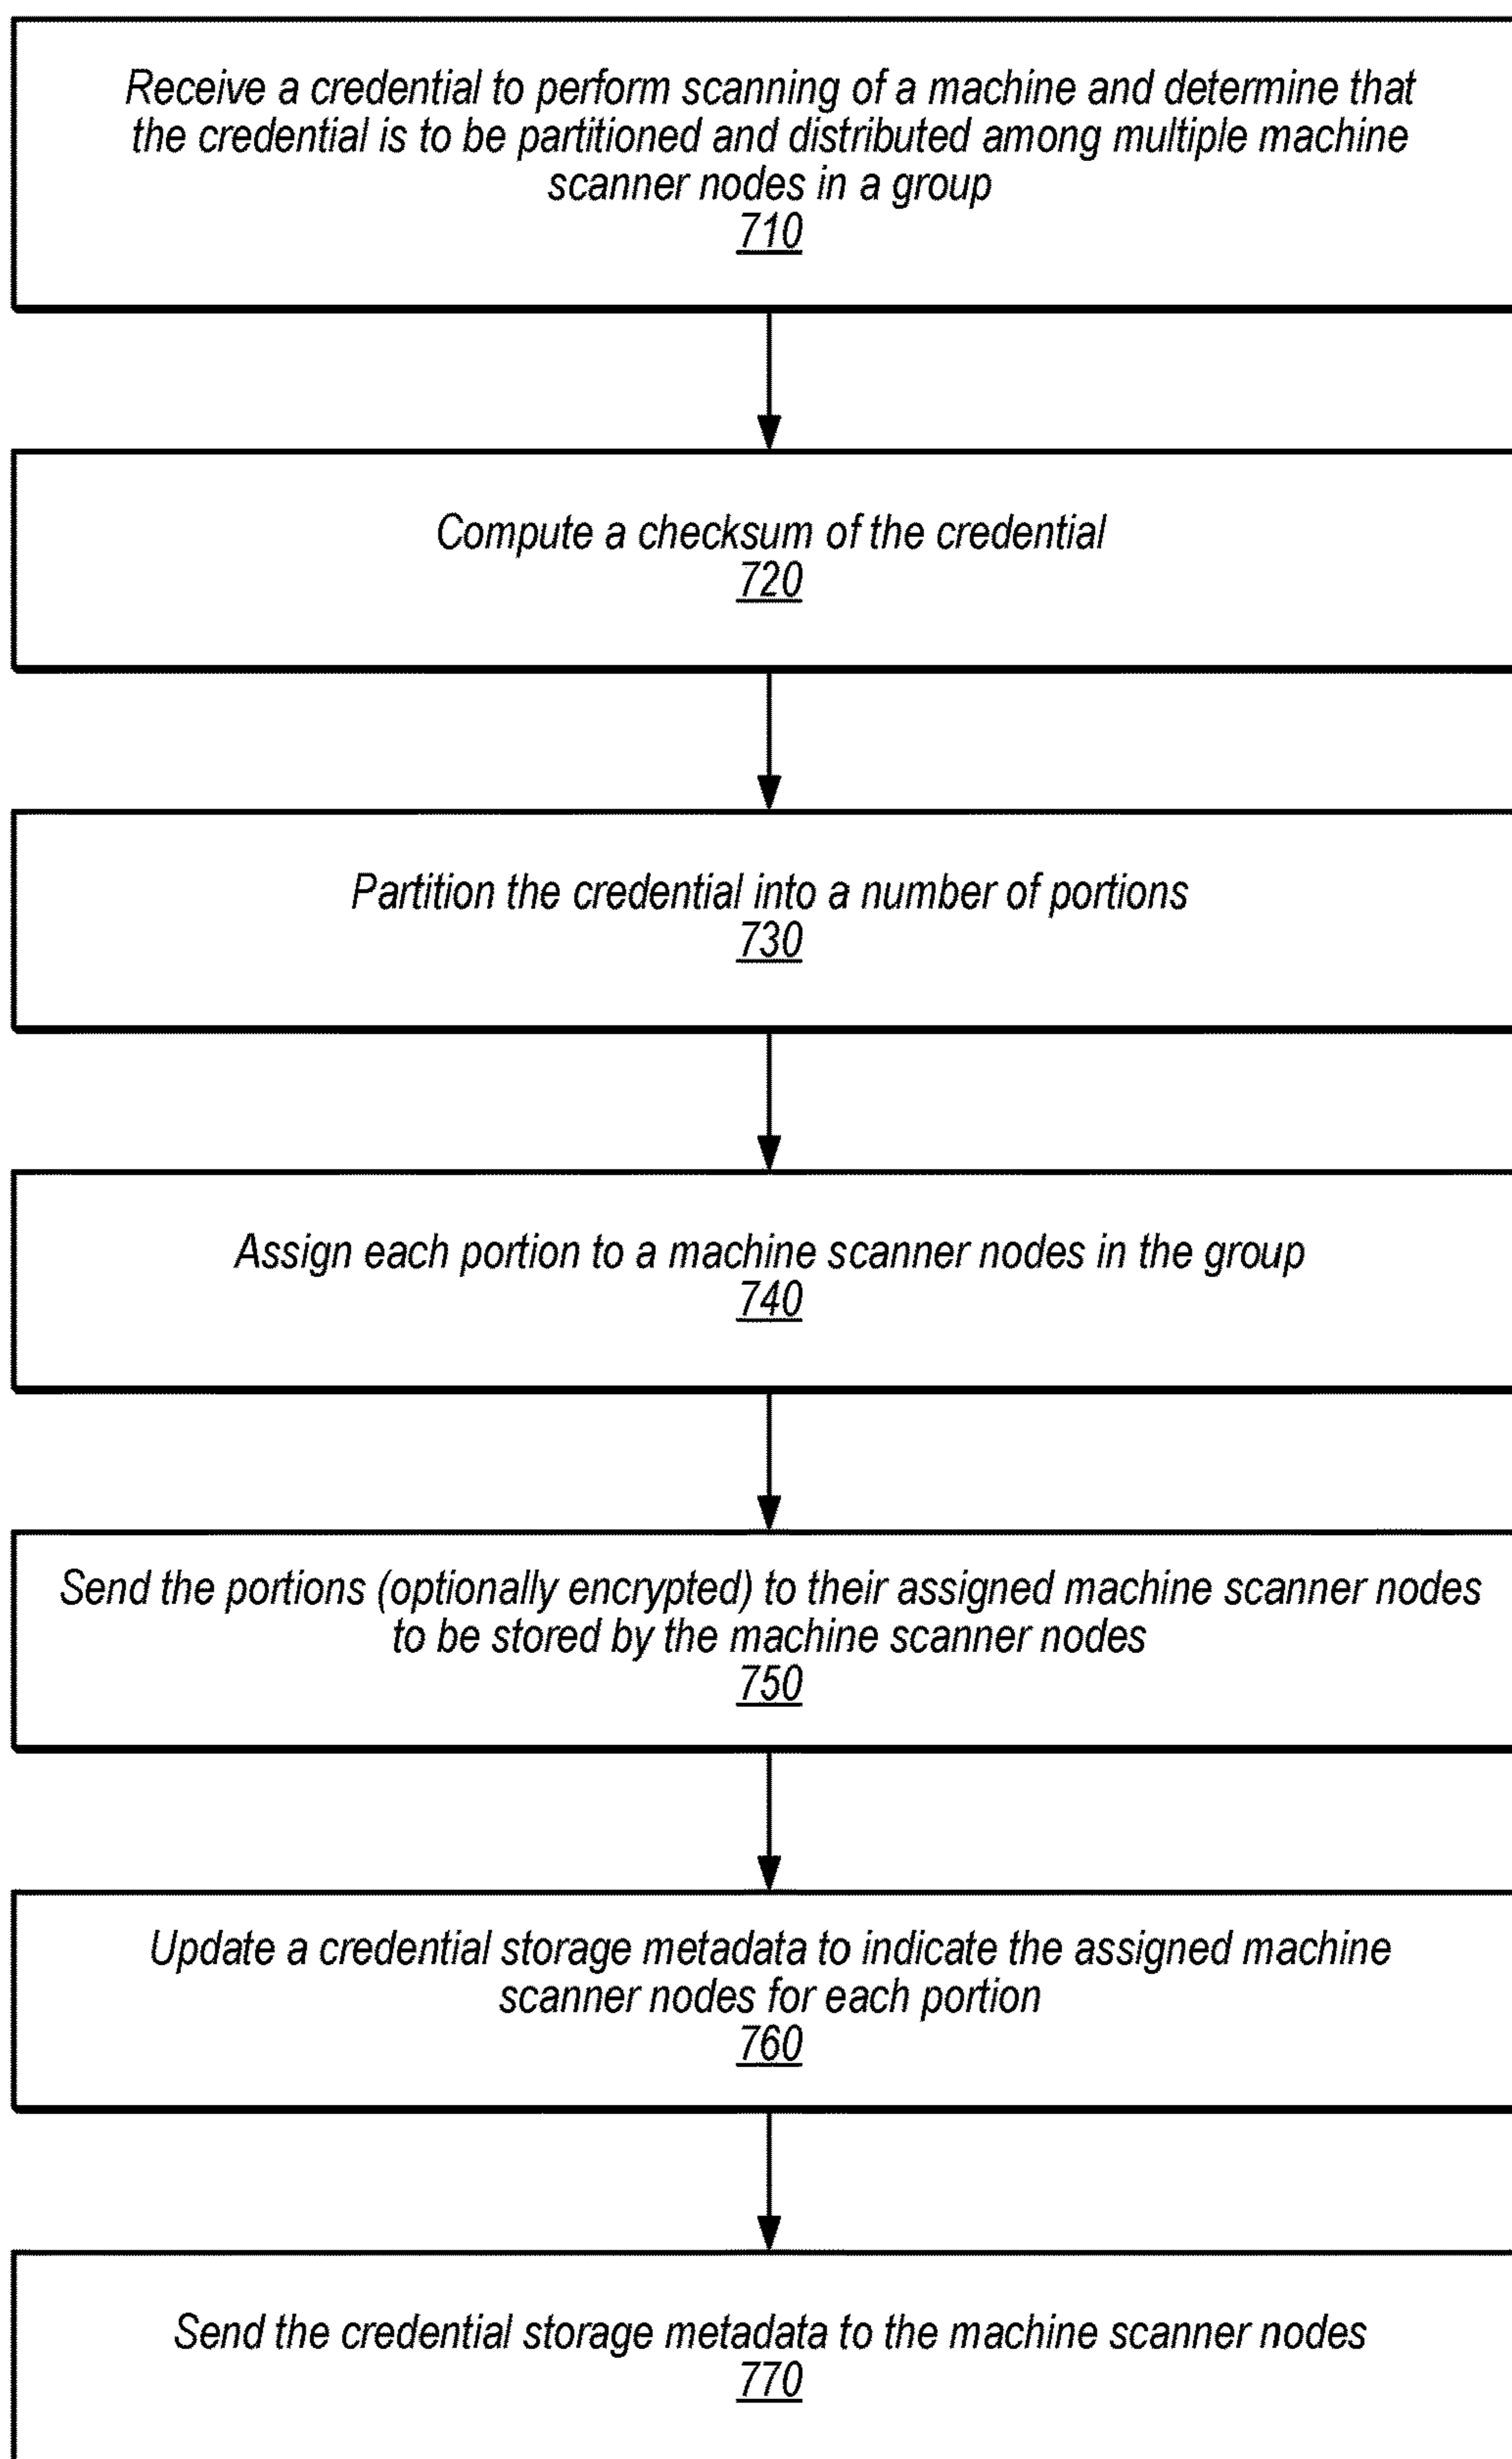 Receive a credential to perform scanning of a machine and determine that
the credential is to be partitioned and distributed among multiple machine
scanner nodes in a group
710
Compute a checksum of the credential
720
Partition the credential into a number of portions
730
Assign each portion to a machine scanner nodes in the group
740
Send the portions (optionally encrypted) to their assigned machine scanner nodes
to be stored by the machine scanner nodes
750
Update a credential storage metadata to indicate the assigned machine
scanner nodes for each portion
760
Send the credential storage metadata to the machine scanner nodes
770